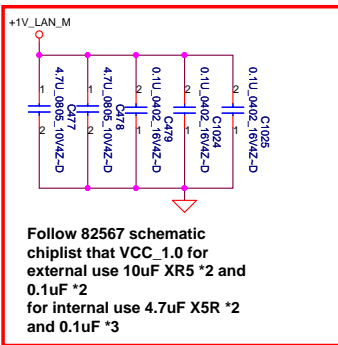 +1V_LAN_M
1
2
4.7U_0805_10V4Z~D
C477
1
2
4.7U_0805_10V4Z~D
C478
2
1
0.1U_0402_16V4Z~D
C479
2
1
0.1U_0402_16V4Z~D
C1024
2
1
0.1U_0402_16V4Z~D
C1025
Follow 82567 schematic
chiplist that VCC_1.0 for
external use 10uF XR5 *2 and
0.1uF *2
for internal use 4.7uF X5R *2
and 0.1uF *3